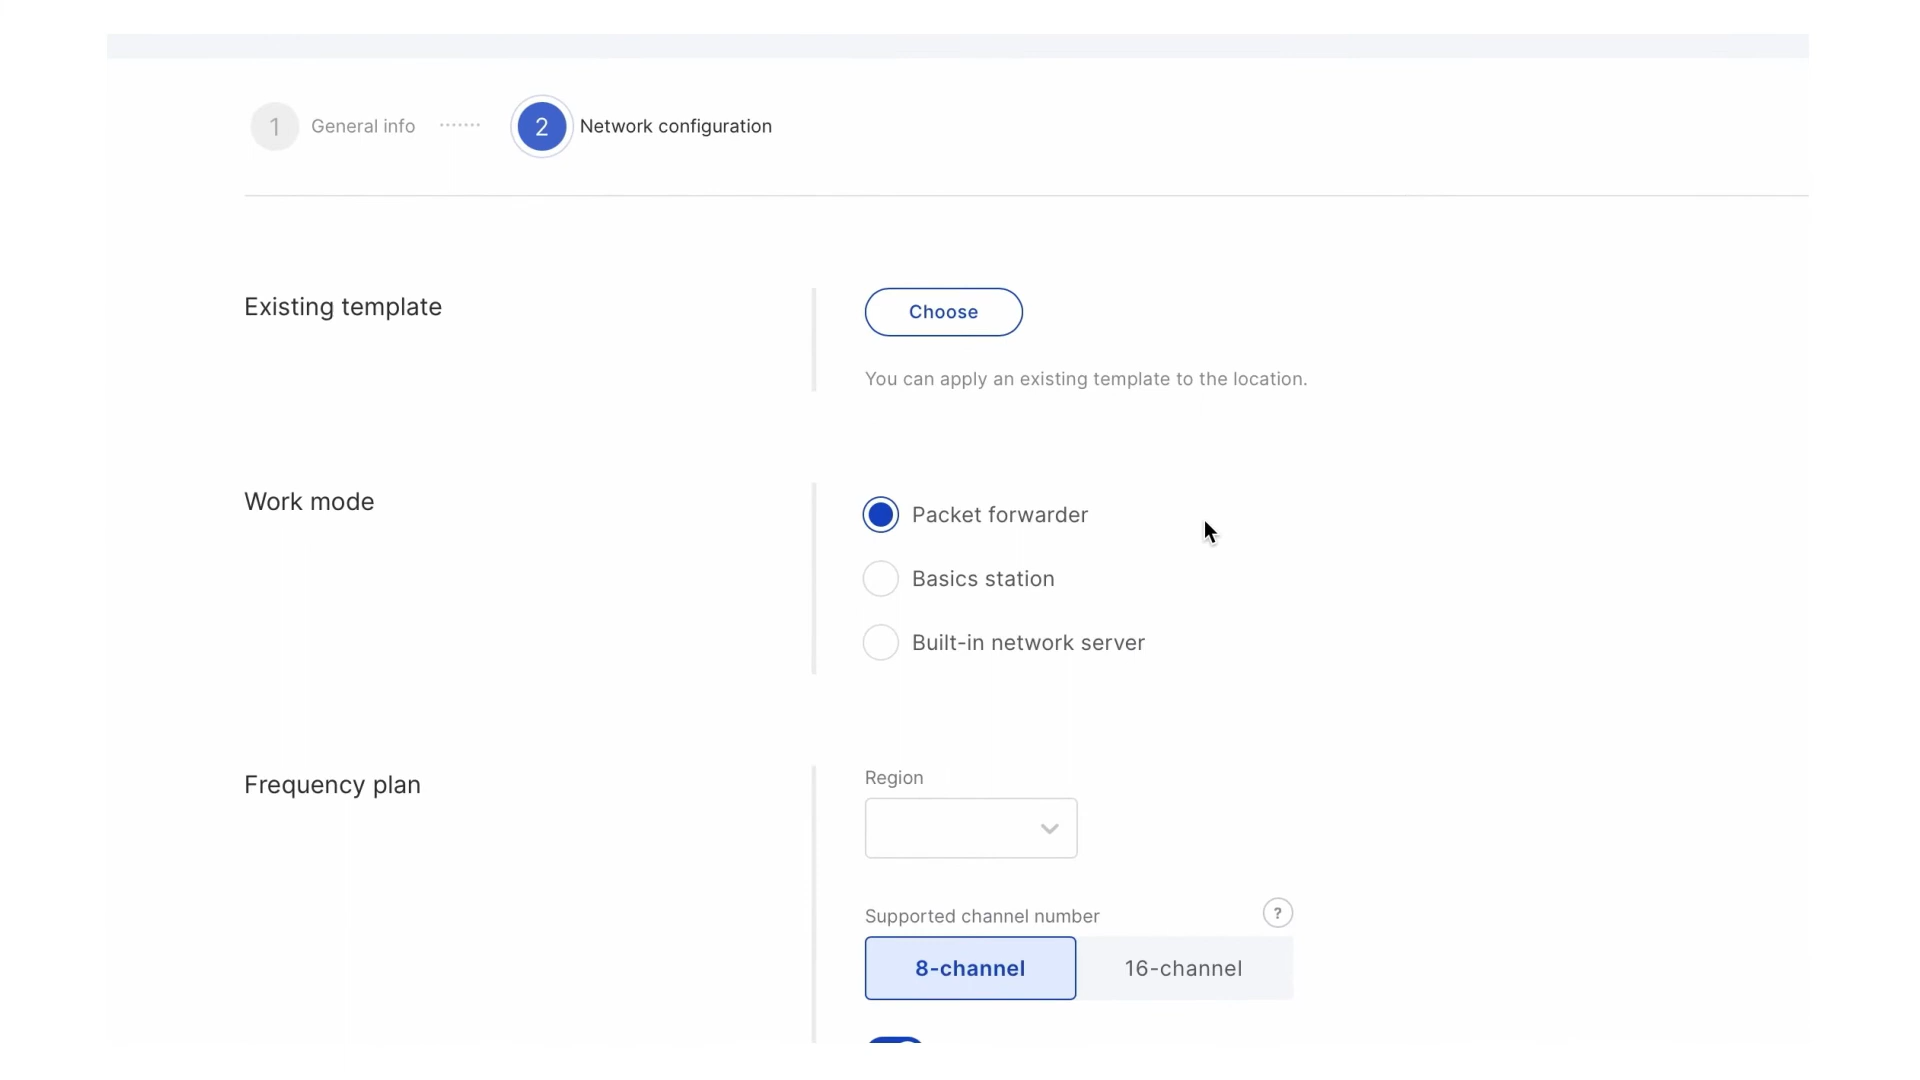 1 General info ....... 2 Network configuration
Existing template
Choose
You can apply an existing template to the location.
Work mode
Packet forwarder
Basics station
Built-in network server
Frequency plan
Region
Supported channel number ?
8-channel 16-channel